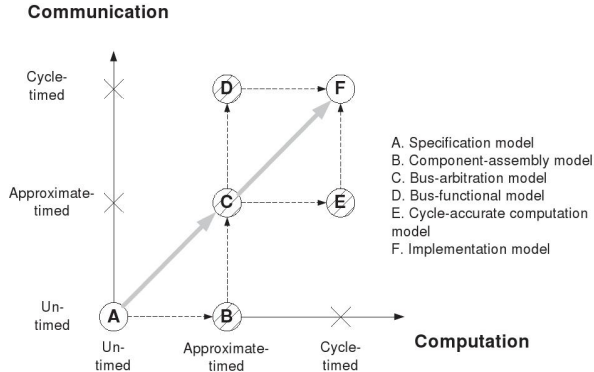 Communication
Cycle-
timed
D
F
A. Specification model
B. Component-assembly model
C. Bus-arbitration model
D. Bus-functional model
E. Cycle-accurate computation
model
F. Implementation model
Approximate-
timed
C
E
Un-
timed
A
B
Computation
Un-
timed
Approximate-
timed
Cycle-
timed